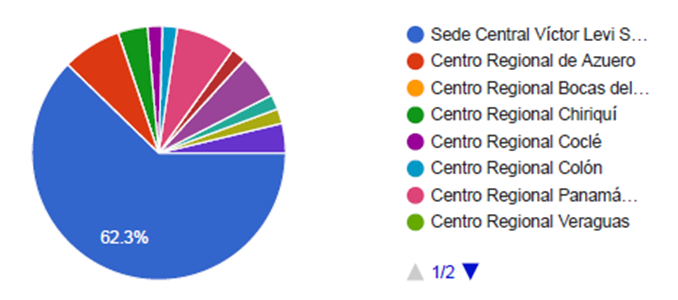 Sede Central Víctor Levi S...
Centro Regional de Azuero
Centro Regional Bocas del...
Centro Regional Chiriquí
Centro Regional Coclé
Centro Regional Colón
Centro Regional Panamá...
Centro Regional Veraguas
62.3%
1/2